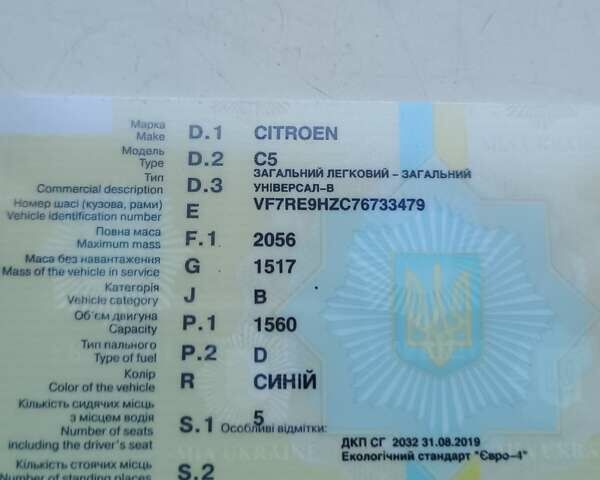 Марка
Make D.1 CITROEN
Модель
Type D.2 C5
Тип
Commercial description D.3 ЗАГАЛЬНИЙ ЛЕГКОВИЙ – ЗАГАЛЬНИЙ
УНІВЕРСАЛ-В
Номер шасі (кузова, рами)
Vehicle identification number E VF7RE9HZC76733479
Повна маса
Maximum mass F.1 2056
Маса без навантаження
Mass of the vehicle in service G 1517
Категорія
Vehicle category J B
Об'єм двигуна
Capacity P.1 1560
Тип пального
Type of fuel P.2 D
Колір
Color of the vehicle R СИНІЙ
Кількість сидячих місць
з місцем водія
Number of seats
including the driver's seat S.1 5
Особливі відмітки:
ДКП СГ 2032 31.08.2019
Екологічний стандарт "Євро-4"
Кількість стоячих місць
Number of standing places S.2